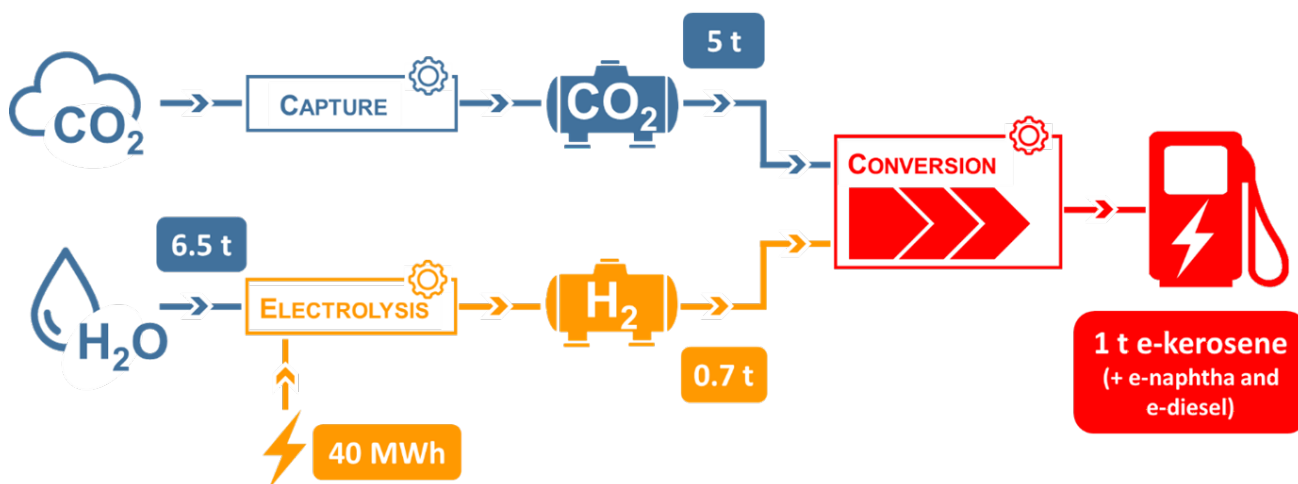 5 t
CO₂
CAPTURE
CO₂
CONVERSION
6.5 t
H₂O
ELECTROLYSIS
H₂
0.7 t
40 MWh
1 t e-kerosene
(+ e-naphtha and
e-diesel)